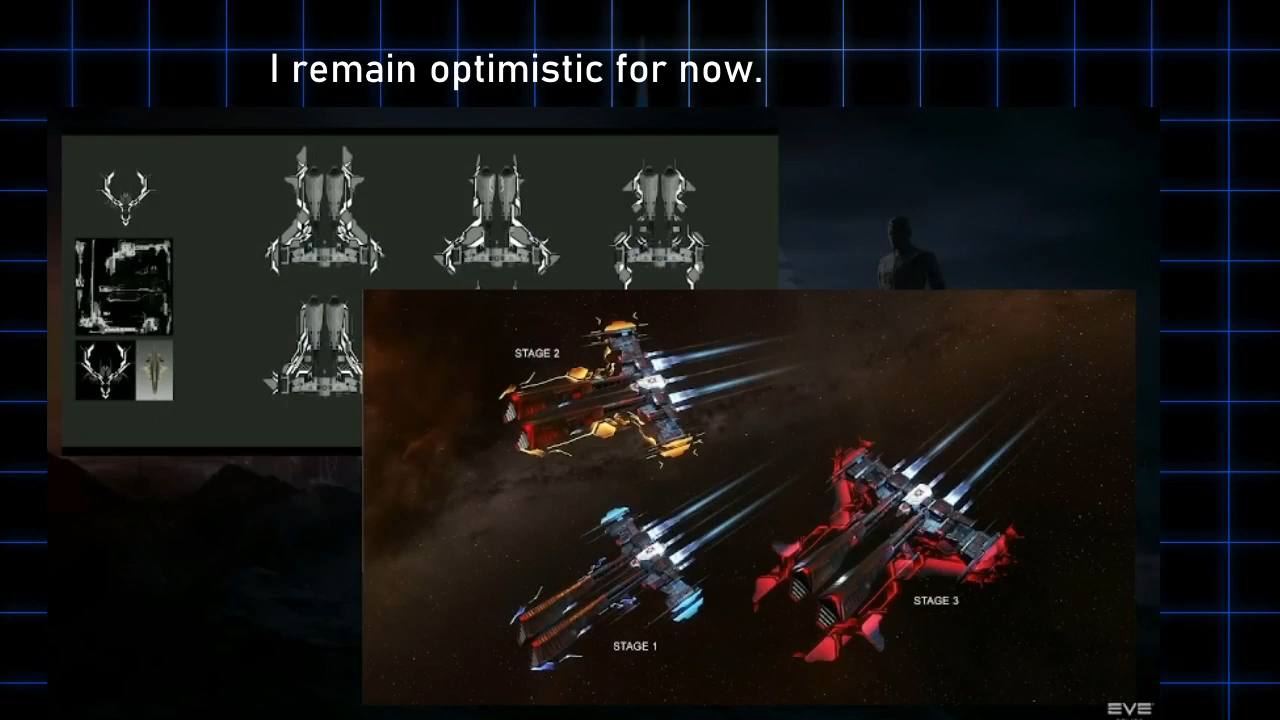 I remain optimistic for now.
STAGE 2
STAGE 3
STAGE 1
EVE